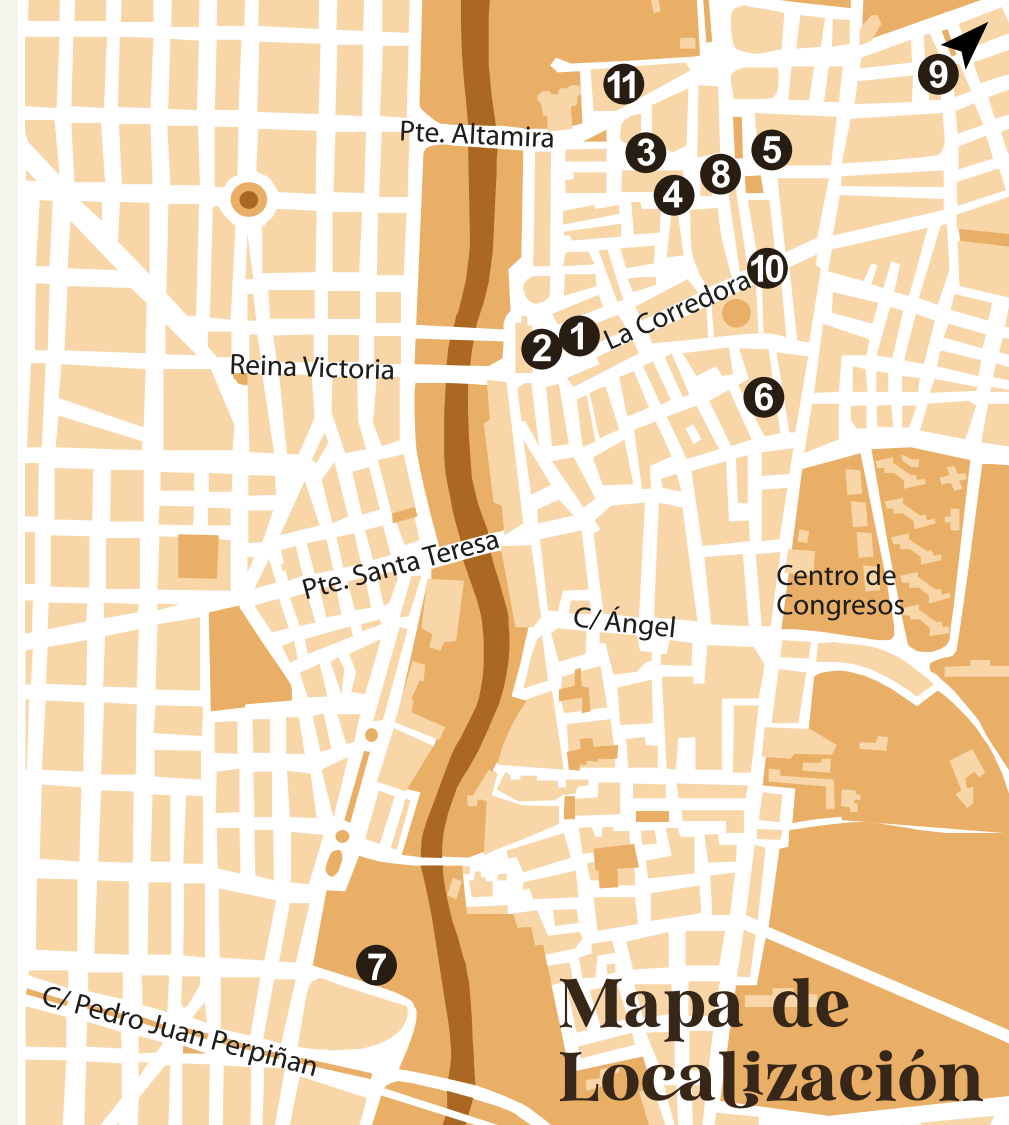 11
9
Pte. Altamira
3
5
8
4
10
La Corredora
1
2
Reina Victoria
6
Pte. Santa Teresa
Centro de
Congresos
C/ Ángel
7
C/ Pedro Juan Perpiñan
Mapa de
Localización